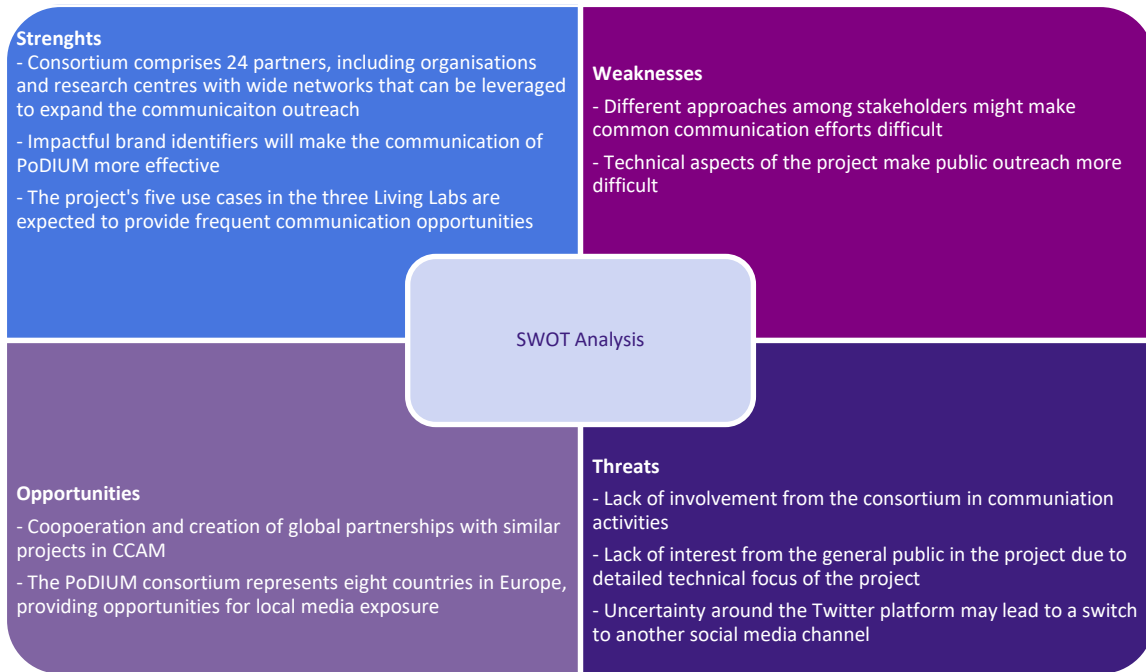 Strenghts
- Consortium comprises 24 partners, including organisations
and research centres with wide networks that can be leveraged
to expand the communicaiton outreach
- Impactful brand identifiers will make the communication of
PoDIUM more effective
- The project's five use cases in the three Living Labs are
expected to provide frequent communication opportunities
Weaknesses
- Different approaches among stakeholders might make
common communication efforts difficult
- Technical aspects of the project make public outreach more
difficult
SWOT Analysis
Opportunities
- Coopoeration and creation of global partnerships with similar
projects in CCAM
- The PoDIUM consortium represents eight countries in Europe,
providing opportunities for local media exposure
Threats
- Lack of involvement from the consortium in communiation
activities
- Lack of interest from the general public in the project due to
detailed technical focus of the project
- Uncertainty around the Twitter platform may lead to a switch
to another social media channel